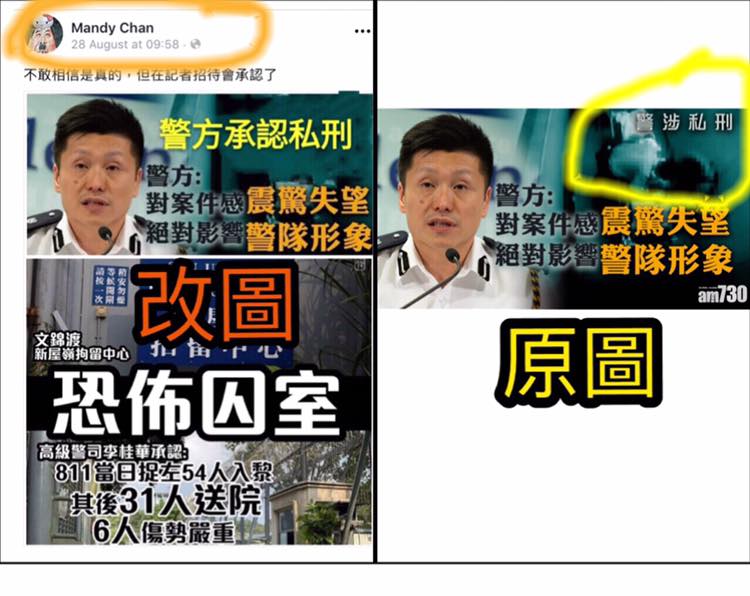 Mandy Chan
28 August at 09:58
不敢相信是真的，但在記者招待會承認了
警方承認私刑
警方:
對案件感震驚失望
絕對影響警隊形象
改圖
留中心
文錦渡
新屋嶺拘留中心
恐佈囚室
高級警司李桂華承認:
811當日捉左54人入黎
其後31人送院
6人傷勢嚴重
警涉私刑
警方:
對案件感震驚失望
絕對影響警隊形象
am730
原圖